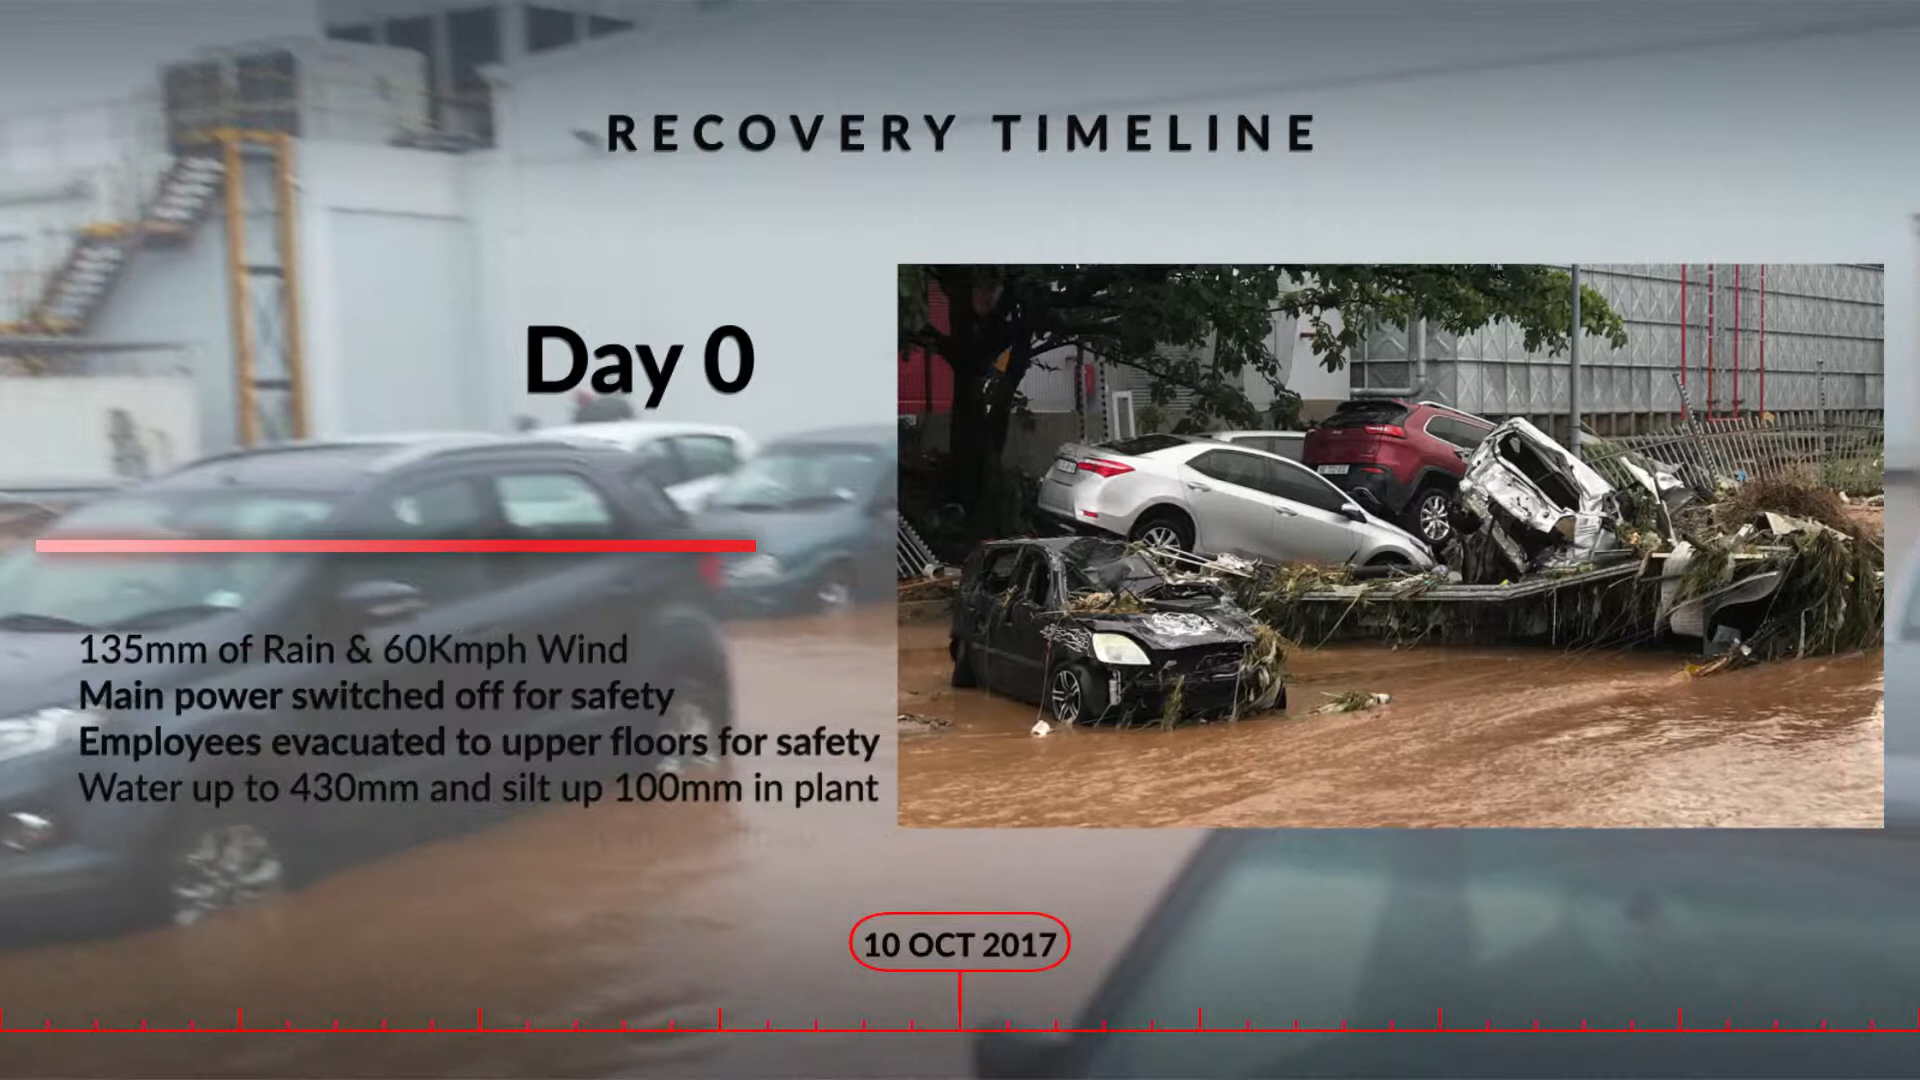 RECOVERY TIMELINE
Day 0
135mm of Rain & 60Kmph Wind
Main power switched off for safety
Employees evacuated to upper floors for safety
Water up to 430mm and silt up 100mm in plant
10 OCT 2017